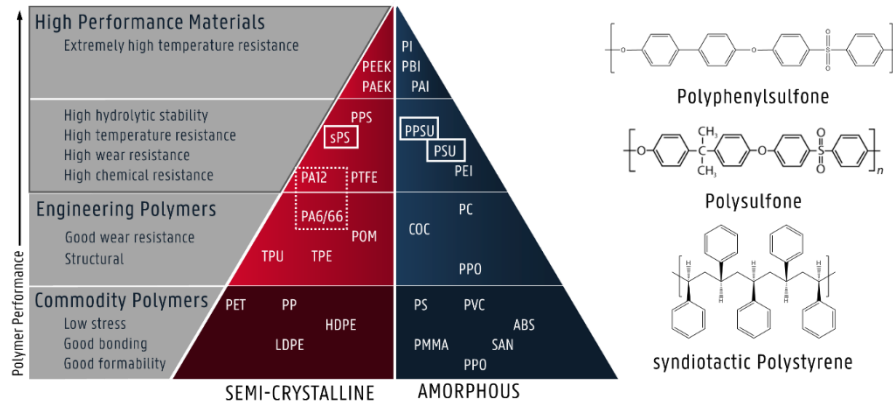 Polymer Performance
High Performance Materials
Extremely high temperature resistance
High hydrolytic stability
High temperature resistance
High wear resistance
High chemical resistance
Engineering Polymers
Good wear resistance
Structural
Commodity Polymers
Low stress
Good bonding
Good formability
PEEK
PAEK
PPS
sPS
PA12
PTFE
PA6/66
POM
TPU
TPE
PET
PP
HDPE
LDPE
SEMI-CRYSTALLINE
PI
PBI
PAI
PPSU
PSU
PEI
PC
COC
PPO
PS
PVC
ABS
PMMA
SAN
PPO
AMORPHOUS
O
O
S
O
O
Polyphenylsulfone
O
CH3
C
CH3
O
O
S
O
n
Polysulfone
H
H
H
H
H
syndiotactic Polystyrene